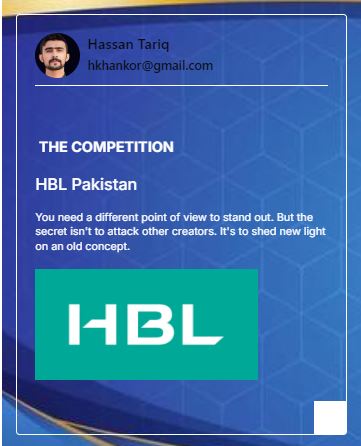 Hassan Tariq
hkhankor@gmail.com
THE COMPETITION
HBL Pakistan
You need a different point of view to stand out. But the
secret isn't to attack other creators. It's to shed new light
on an old concept.
HBL